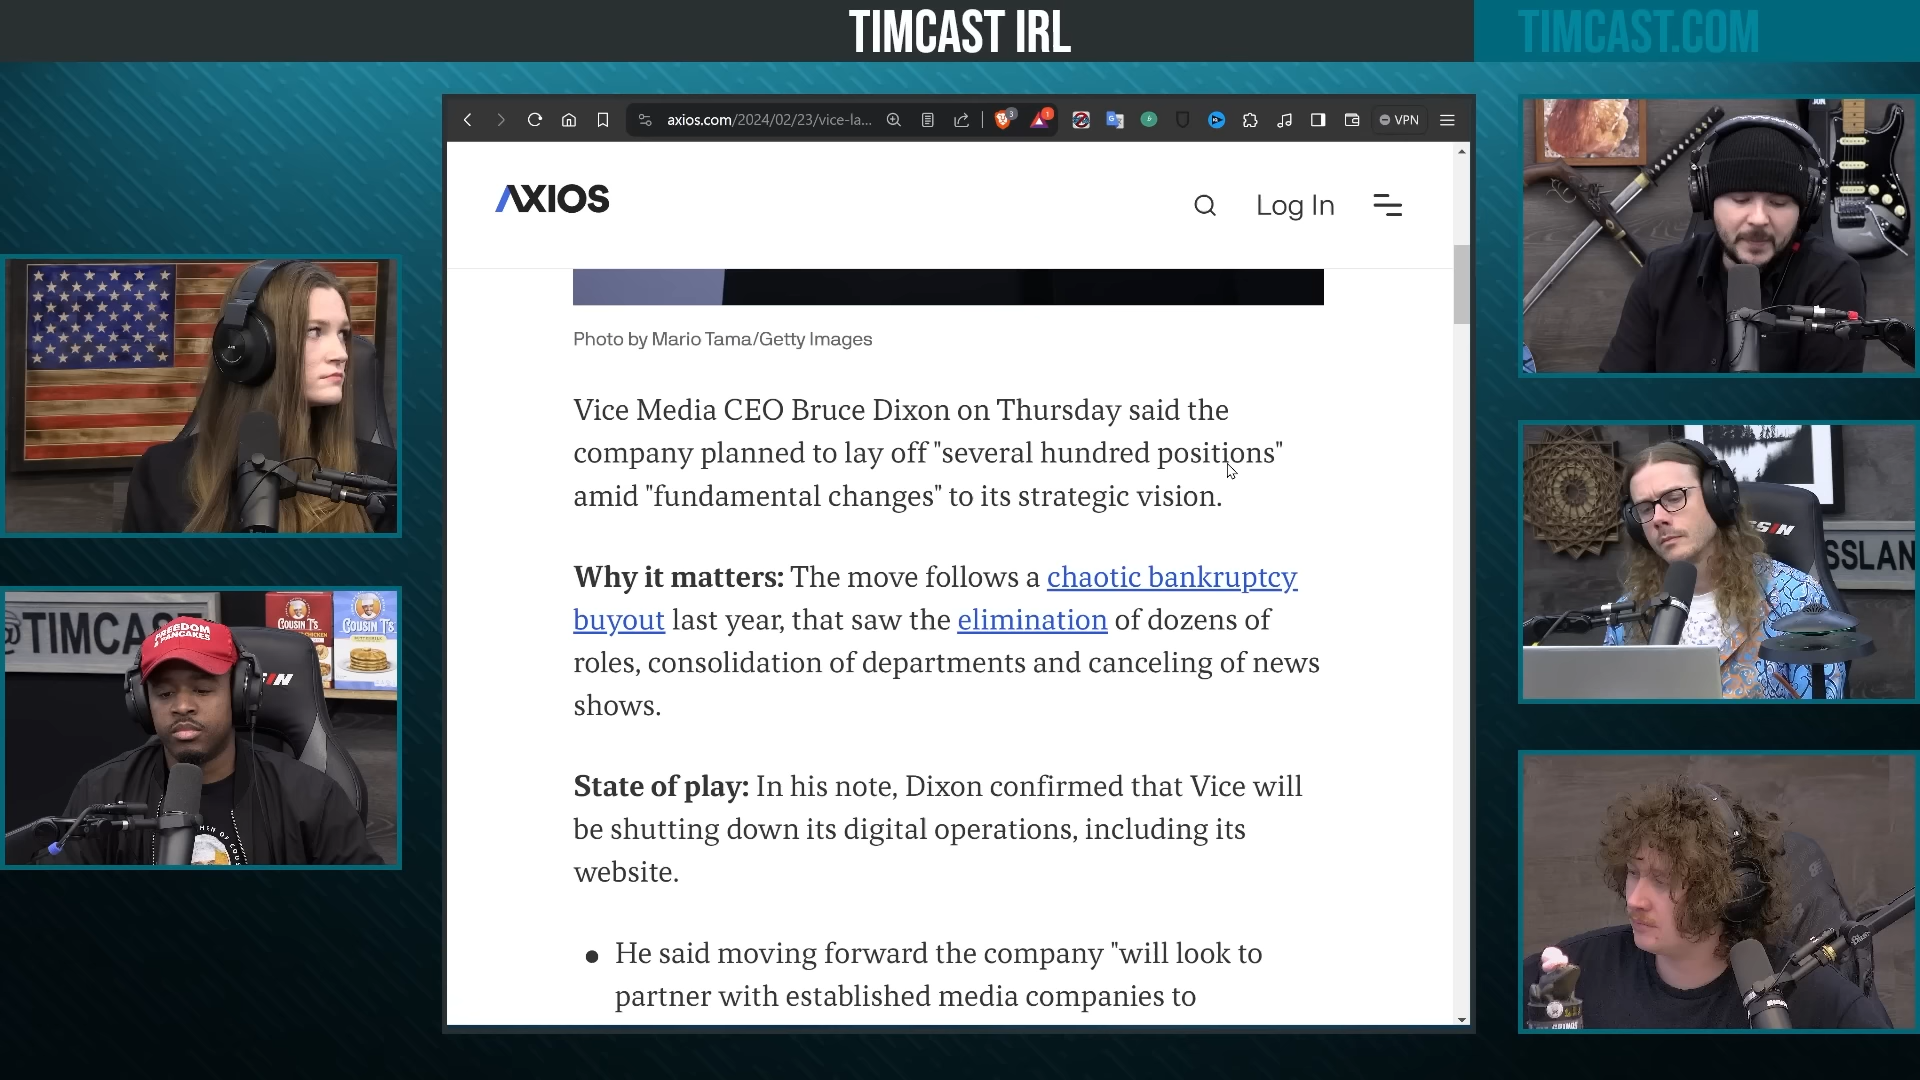 TIMCAST IRL
TIMCAST.COM
axios.com/2024/02/23/vice-la...
VPN
AXIOS
Log In
Photo by Mario Tama/Getty Images
Vice Media CEO Bruce Dixon on Thursday said the
company planned to lay off "several hundred positions"
amid "fundamental changes" to its strategic vision.
Why it matters: The move follows a chaotic bankruptcy
buyout last year, that saw the elimination of dozens of
roles, consolidation of departments and canceling of news
shows.
State of play: In his note, Dixon confirmed that Vice will
be shutting down its digital operations, including its
website.
● He said moving forward the company "will look to
partner with established media companies to
@TIMCAST
FREEDOM
& PANCAKES
COUSIN T'S
COUSIN T'S
SSLAN